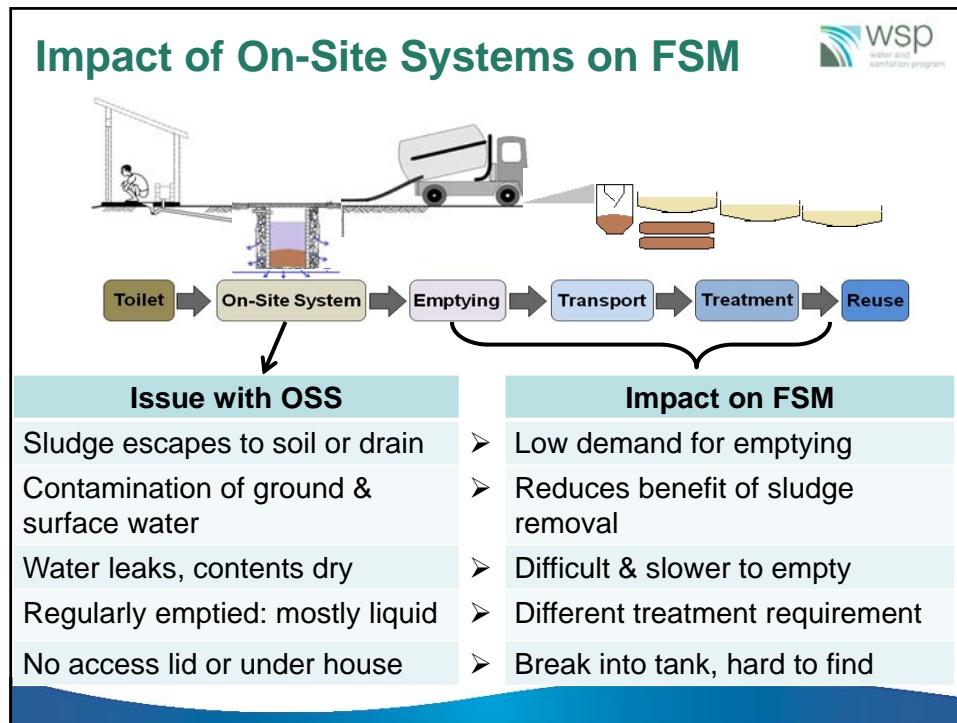 Impact of On-Site Systems on FSM
wsp
water and
sanitation program
Toilet
On-Site System
Emptying
Transport
Treatment
Reuse
Issue with OSS
Impact on FSM
Sludge escapes to soil or drain
➢ Low demand for emptying
Contamination of ground &
surface water
➢ Reduces benefit of sludge
removal
Water leaks, contents dry
➢ Difficult & slower to empty
Regularly emptied: mostly liquid
➢ Different treatment requirement
No access lid or under house
➢ Break into tank, hard to find